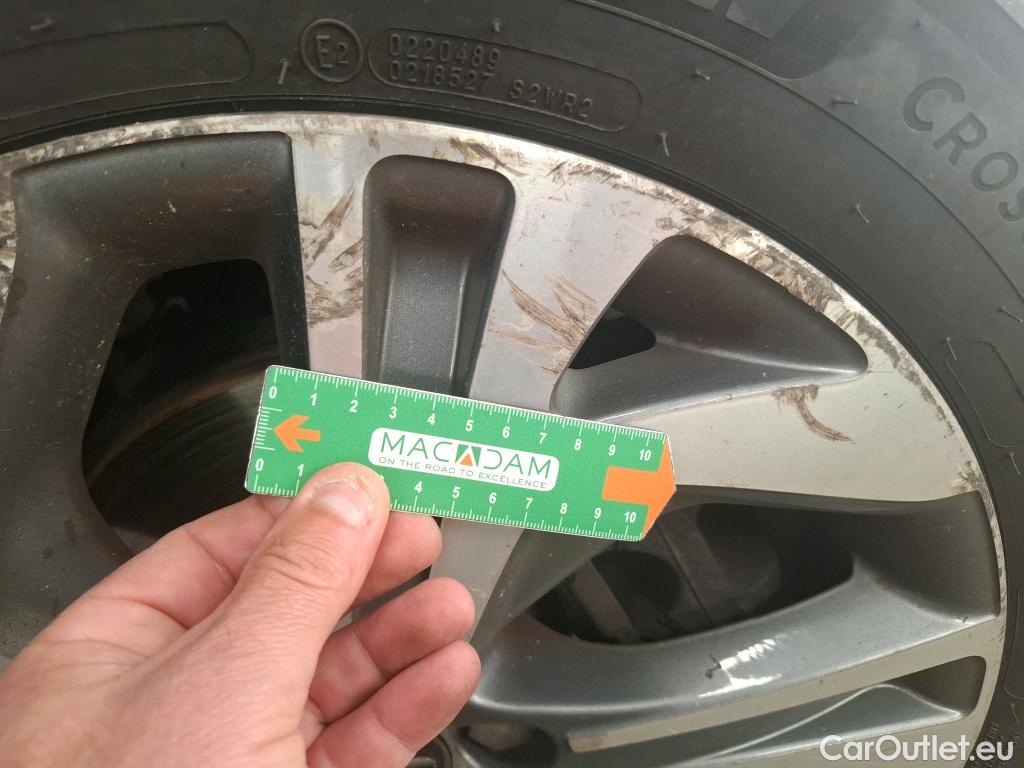 E2
0220489
0218527 S2WR2
CROS
0 1 2 3 4 5 6 7 8 9 10
MACADAM
ON THE ROAD TO EXCELLENCE
0 1 3 4 5 6 7 8 9 10
CarOutlet.eu